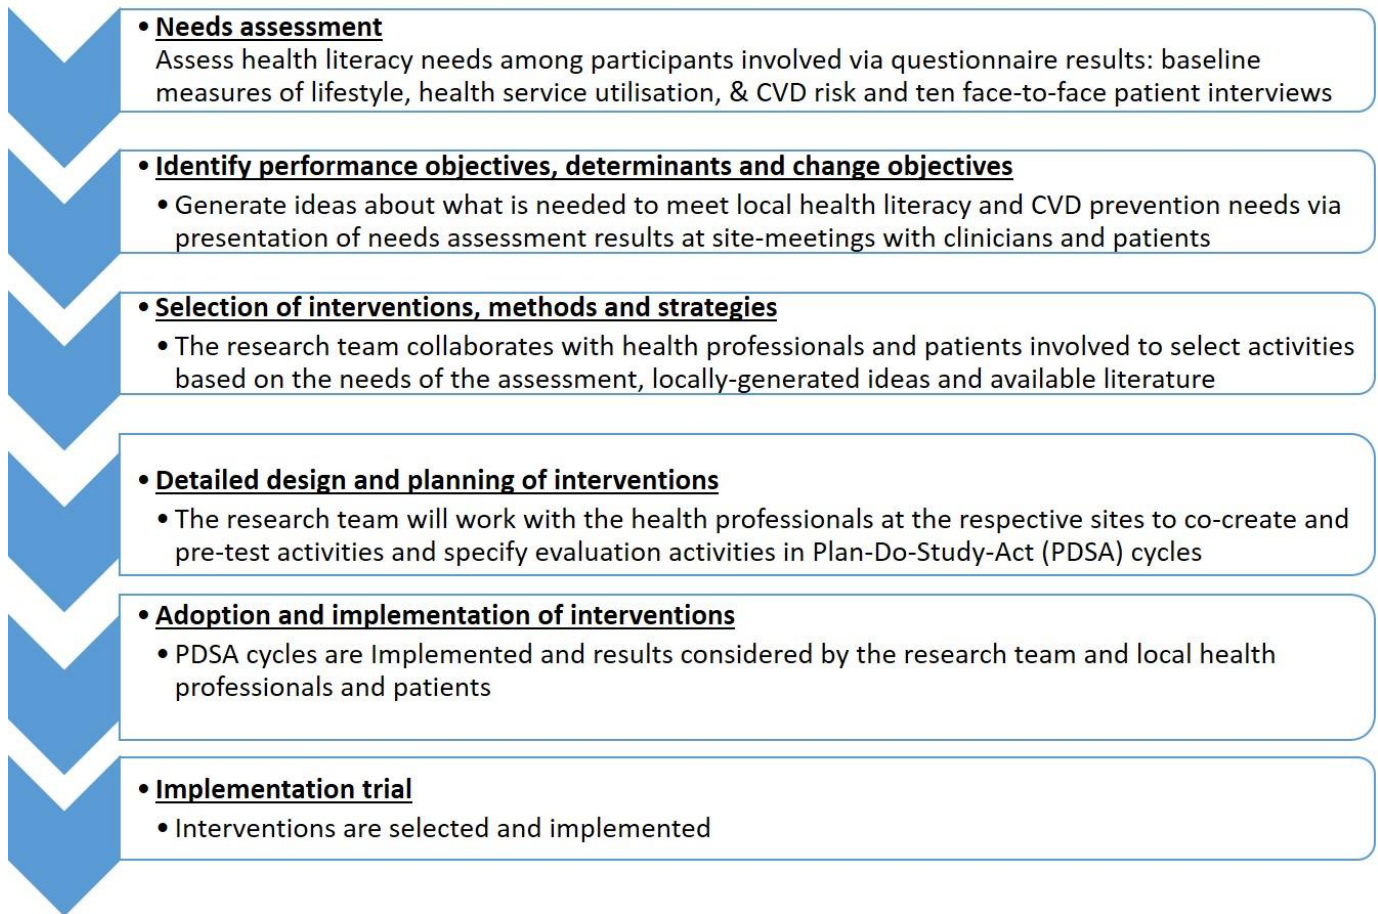 • Needs assessment
Assess health literacy needs among participants involved via questionnaire results: baseline
measures of lifestyle, health service utilisation, & CVD risk and ten face-to-face patient interviews
• Identify performance objectives, determinants and change objectives
• Generate ideas about what is needed to meet local health literacy and CVD prevention needs via
presentation of needs assessment results at site-meetings with clinicians and patients
• Selection of interventions, methods and strategies
• The research team collaborates with health professionals and patients involved to select activities
based on the needs of the assessment, locally-generated ideas and available literature
• Detailed design and planning of interventions
• The research team will work with the health professionals at the respective sites to co-create and
pre-test activities and specify evaluation activities in Plan-Do-Study-Act (PDSA) cycles
• Adoption and implementation of interventions
• PDSA cycles are Implemented and results considered by the research team and local health
professionals and patients
• Implementation trial
• Interventions are selected and implemented